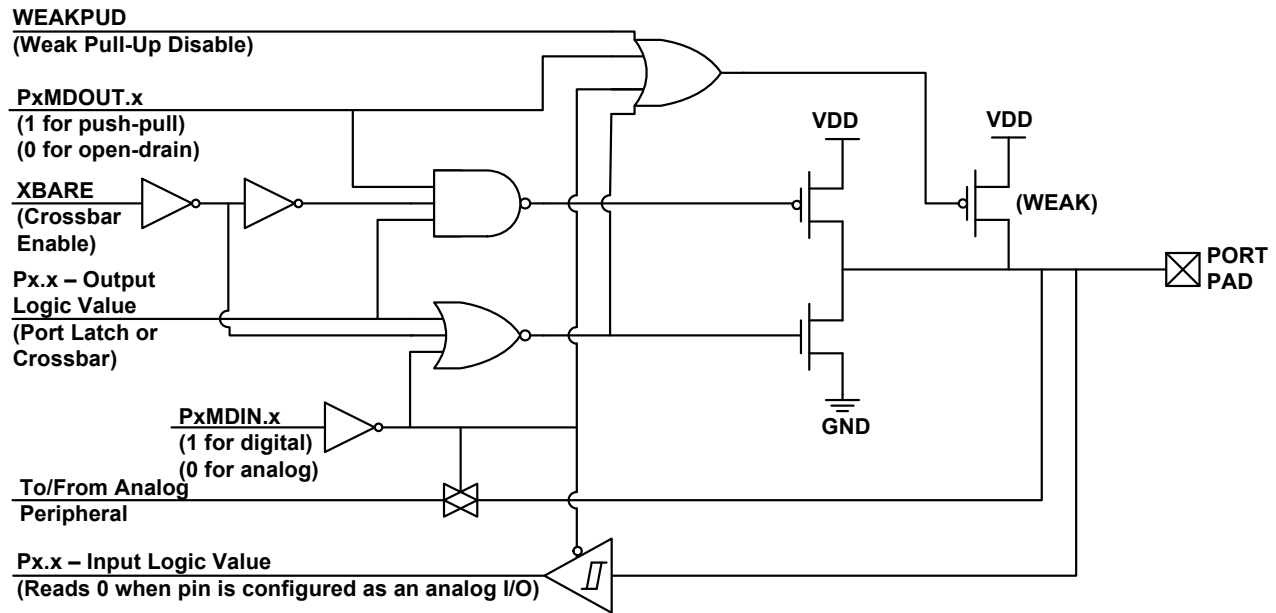 WEAKPUD
(Weak Pull-Up Disable)
PxMDOUT.x
(1 for push-pull)
(0 for open-drain)
VDD
VDD
XBARE
(Crossbar
Enable)
(WEAK)
PORT
PAD
Px.x – Output
Logic Value
(Port Latch or
Crossbar)
PxMDIN.x
(1 for digital)
(0 for analog)
GND
To/From Analog
Peripheral
Px.x – Input Logic Value
(Reads 0 when pin is configured as an analog I/O)